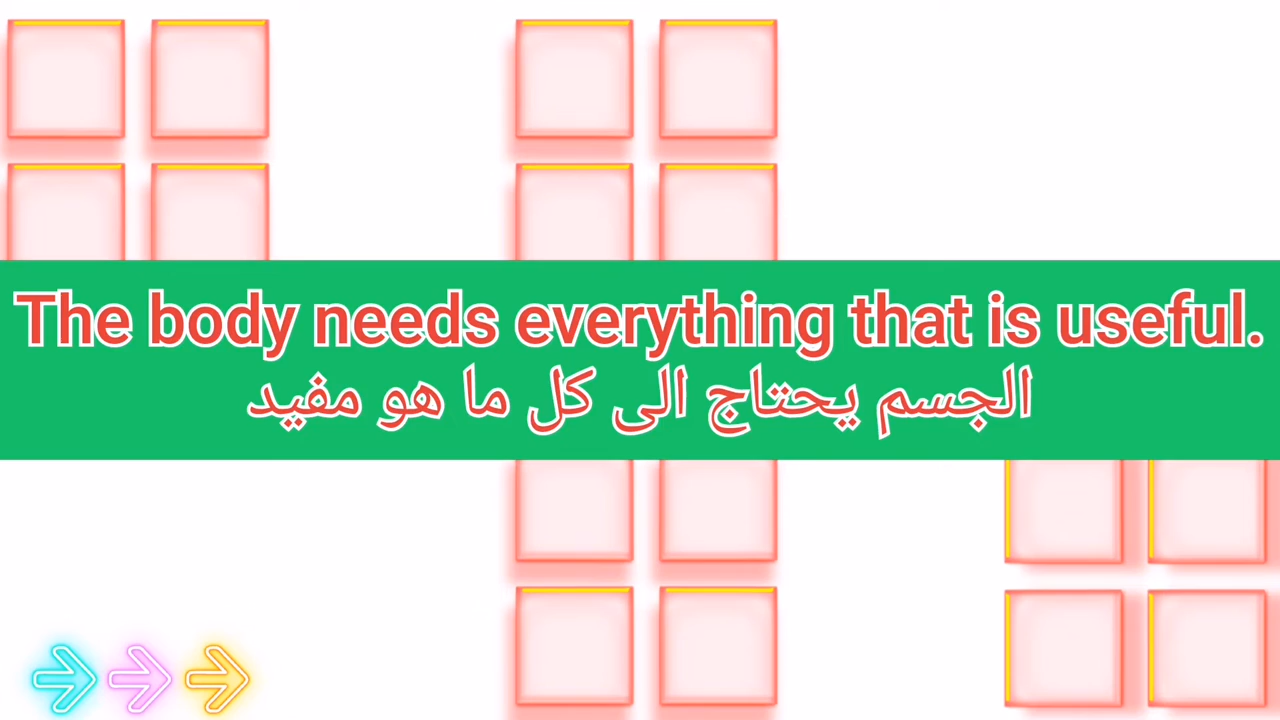 The body needs everything that is useful.
الجسم يحتاج الى كل ما هو مفيد